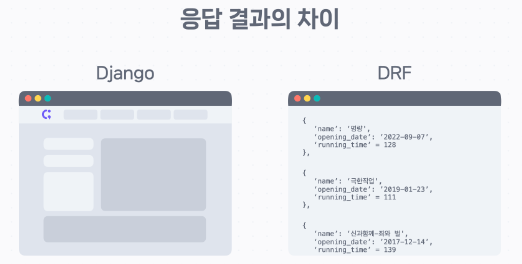 응답 결과의 차이
Django
DRF
{
'name': '명량',
'opening_date': '2022-09-07',
'running_time' = 128
},
{
'name': '극한직업',
'opening_date': '2019-01-23',
'running_time' = 111
},
{
'name': '신과함께-죄와 벌',
'opening_date': '2017-12-14',
'running_time' = 139